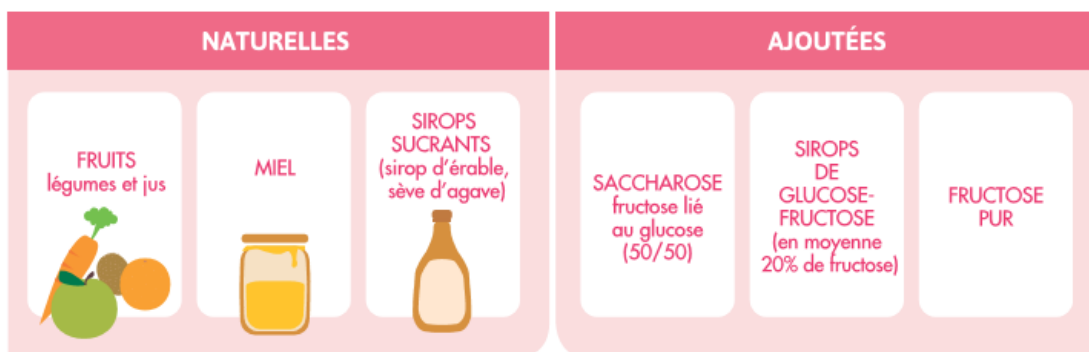 NATURELLES
FRUITS
légumes et jus
MIEL
SIROPS
SUCRANTS
(sirop d'érable,
sève d'agave)
AJOUTÉES
SACCHAROSE
fructose lié
au glucose
(50/50)
SIROPS
DE
GLUCOSE-
FRUCTOSE
(en moyenne
20% de fructose)
FRUCTOSE
PUR